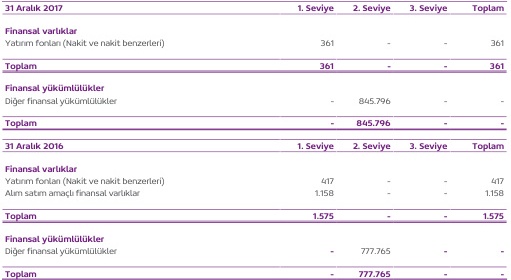 31 Aralık 2017 1. Seviye 2. Seviye 3. Seviye Toplam
Finansal varlıklar
Yatırım fonları (Nakit ve nakit benzerleri) 361 - - 361
Toplam 361 - - 361
Finansal yükümlülükler
Diğer finansal yükümlülükler - 845.796 - -
Toplam - 845.796 - -
31 Aralık 2016 1. Seviye 2. Seviye 3. Seviye Toplam
Finansal varlıklar
Yatırım fonları (Nakit ve nakit benzerleri) 417 - - 417
Alım satım amaçlı finansal varlıklar 1.158 - - 1.158
Toplam 1.575 - - 1.575
Finansal yükümlülükler
Diğer finansal yükümlülükler - 777.765 - -
Toplam - 777.765 - -